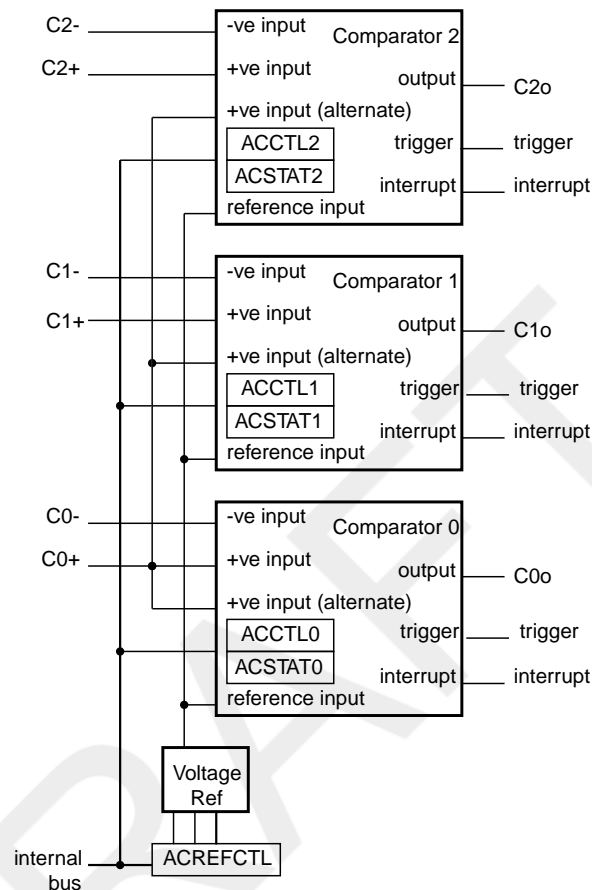 C2-
-ve input
Comparator 2
C2+
+ve input
output
C2o
+ve input (alternate)
ACCTL2
trigger
trigger
ACSTAT2
interrupt
interrupt
reference input
C1-
-ve input
Comparator 1
C1+
+ve input
output
C1o
+ve input (alternate)
ACCTL1
trigger
trigger
ACSTAT1
interrupt
interrupt
reference input
C0-
-ve input
Comparator 0
C0+
+ve input
output
C0o
+ve input (alternate)
ACCTL0
trigger
trigger
ACSTAT0
interrupt
interrupt
reference input
Voltage
Ref
internal
bus
ACREFCTL